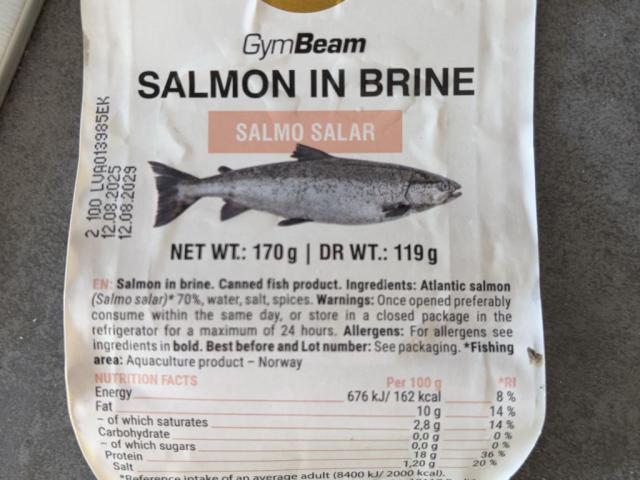 GymBeam
SALMON IN BRINE
SALMO SALAR
2 100 LVR013985EK
12.08.2025
12.08.2029
NET WT.: 170 g | DR WT.: 119 g
EN: Salmon in brine. Canned fish product. Ingredients: Atlantic salmon
(Salmo salar)* 70%, water, salt, spices. Warnings: Once opened preferably
consume within the same day, or store in a closed package in the
refrigerator for a maximum of 24 hours. Allergens: For allergens see
ingredients in bold. Best before and Lot number: See packaging. *Fishing
area: Aquaculture product – Norway
NUTRITION FACTS Per 100 g *RI
Energy 676 kJ/ 162 kcal 8 %
Fat 10 g 14 %
– of which saturates 2,8 g 14 %
Carbohydrate 0,0 g 0 %
– of which sugars 0,0 g 0 %
Protein 18 g 36 %
Salt 1,20 g 20 %
*Reference intake of an average adult (8400 kJ/ 2000 kcal).